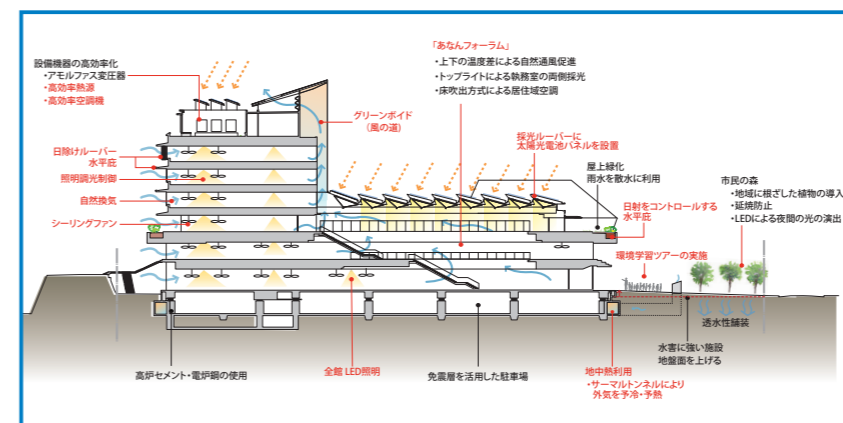 設備機器の高効率化
・アモルファス変圧器
・高効率熱源
・高効率空調機
日除けルーバー
水平庇
照明調光制御
自然換気
シーリングファン
グリーンボイド
(風の道)
「あなんフォーラム」
・上下の温度差による自然通風促進
・トップライトによる執務室の両側採光
・床吹出方式による居住域空調
採光ルーバーに
太陽光電池パネルを設置
屋上緑化
雨水を散水に利用
日射をコントロールする
水平庇
市民の森
・地域に根ざした植物の導入
・延焼防止
・LEDによる夜間の光の演出
環境学習ツアーの実施
透水性舗装
水害に強い施設
地盤面を上げる
高炉セメント・電炉鋼の使用
全館 LED照明
免震層を活用した駐車場
地中熱利用
・サーマルトンネルにより
外気を予冷・予熱